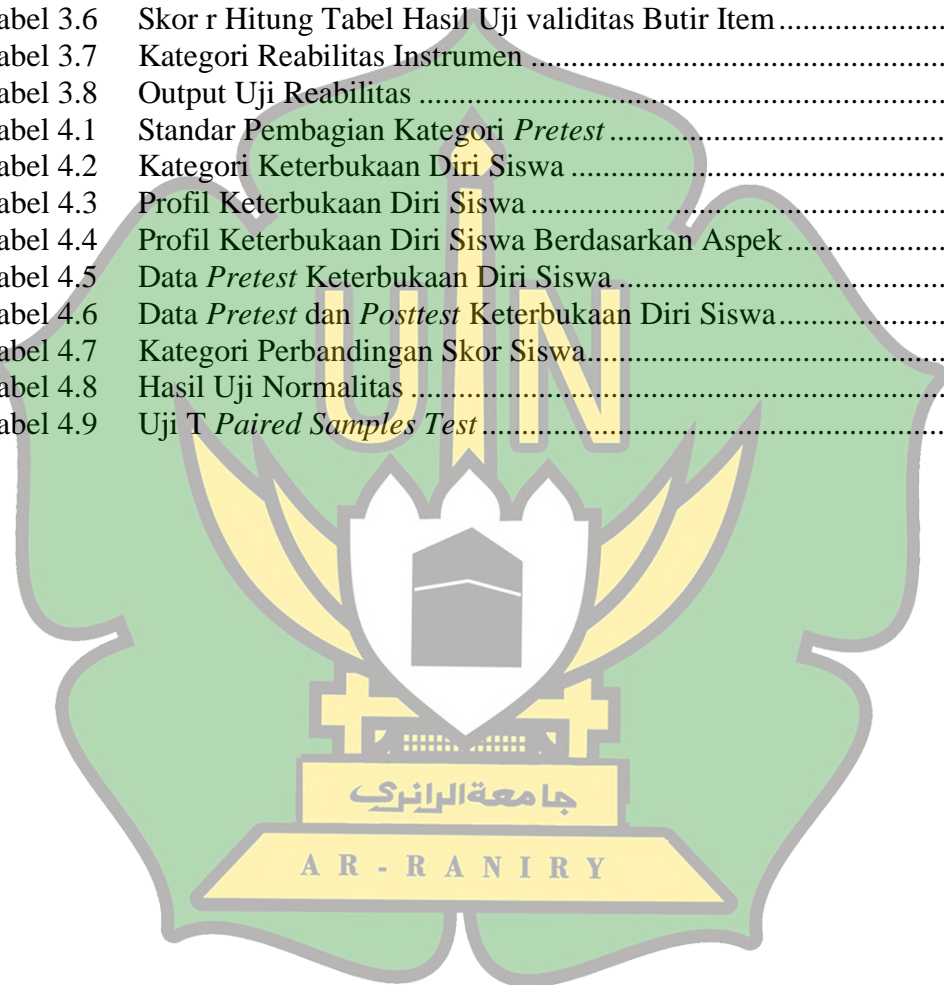 abel 3.6 Skor r Hitung Tabel Hasil Uji validitas Butir Item
abel 3.7 Kategori Reabilitas Instrumen
abel 3.8 Output Uji Reabilitas
abel 4.1 Standar Pembagian Kategori Pretest
abel 4.2 Kategori Keterbukaan Diri Siswa
abel 4.3 Profil Keterbukaan Diri Siswa
abel 4.4 Profil Keterbukaan Diri Siswa Berdasarkan Aspek
abel 4.5 Data Pretest Keterbukaan Diri Siswa
abel 4.6 Data Pretest dan Posttest Keterbukaan Diri Siswa
abel 4.7 Kategori Perbandingan Skor Siswa
abel 4.8 Hasil Uji Normalitas
abel 4.9 Uji T Paired Samples Test
UIN
جامعةالرانري
AR-RANIRY